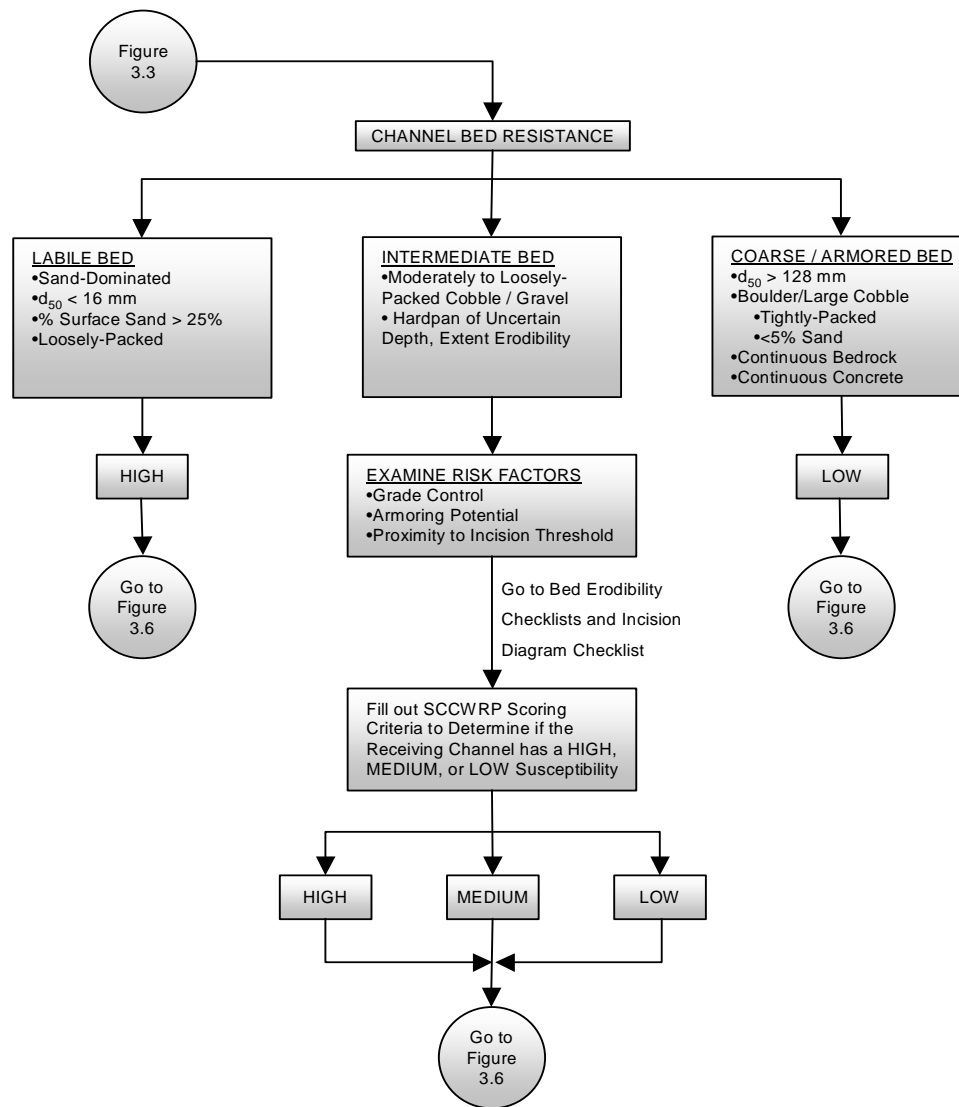 Figure
3.3
CHANNEL BED RESISTANCE
LABILE BED
•Sand-Dominated
•d50 < 16 mm
•% Surface Sand > 25%
•Loosely-Packed
INTERMEDIATE BED
•Moderately to Loosely-
Packed Cobble / Gravel
• Hardpan of Uncertain
Depth, Extent Erodibility
COARSE / ARMORED BED
•d50 > 128 mm
•Boulder/Large Cobble
•Tightly-Packed
•<5% Sand
•Continuous Bedrock
•Continuous Concrete
HIGH
EXAMINE RISK FACTORS
•Grade Control
•Armoring Potential
•Proximity to Incision Threshold
LOW
Go to
Figure
3.6
Go to Bed Erodibility
Checklists and Incision
Diagram Checklist
Go to
Figure
3.6
Fill out SCCWRP Scoring
Criteria to Determine if the
Receiving Channel has a HIGH,
MEDIUM, or LOW Susceptibility
HIGH
MEDIUM
LOW
Go to
Figure
3.6